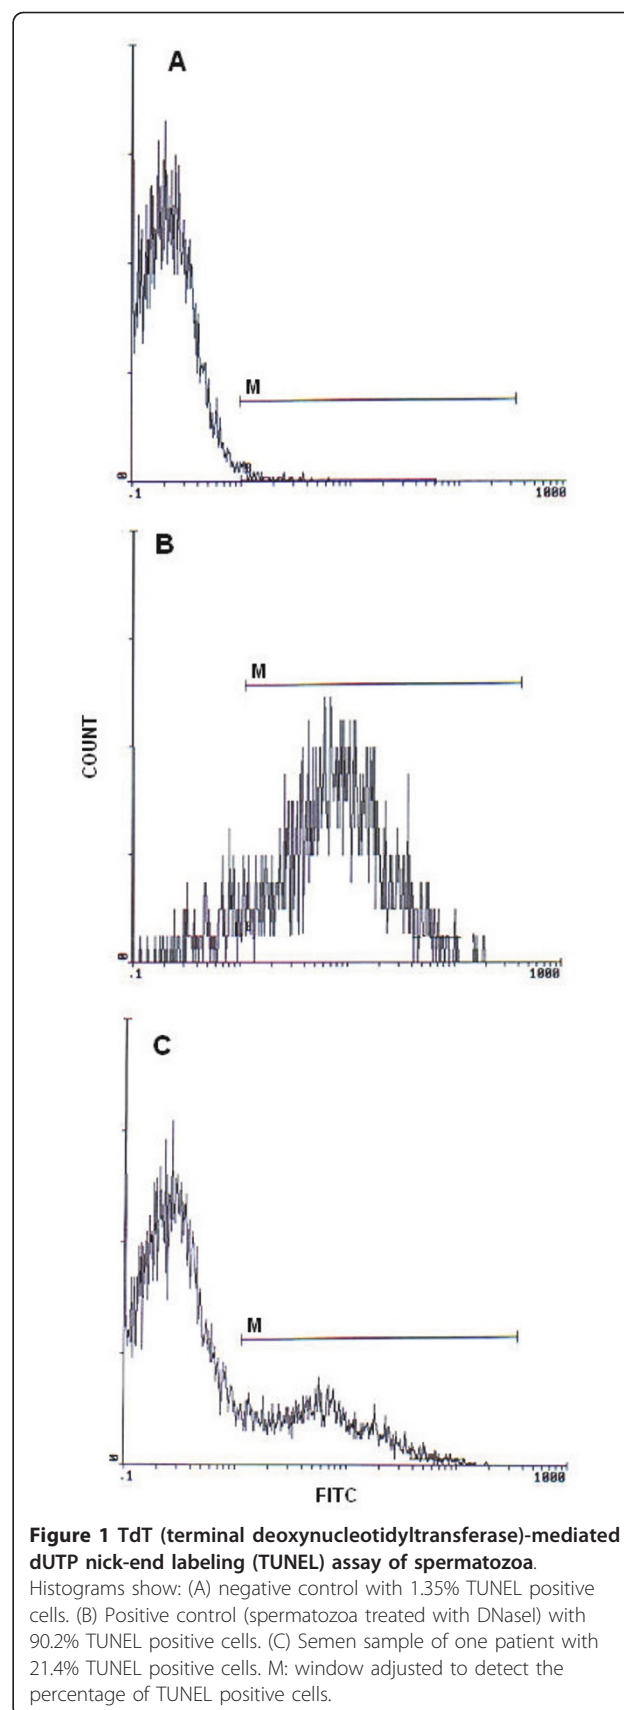 A
M
0
.1
1000
B
M
COUNT
0
.1
1000
C
M
0
.1
1000
FITC
Figure 1 TdT (terminal deoxynucleotidyltransferase)-mediated
dUTP nick-end labeling (TUNEL) assay of spermatozoa.
Histograms show: (A) negative control with 1.35% TUNEL positive
cells. (B) Positive control (spermatozoa treated with DNaseI) with
90.2% TUNEL positive cells. (C) Semen sample of one patient with
21.4% TUNEL positive cells. M: window adjusted to detect the
percentage of TUNEL positive cells.